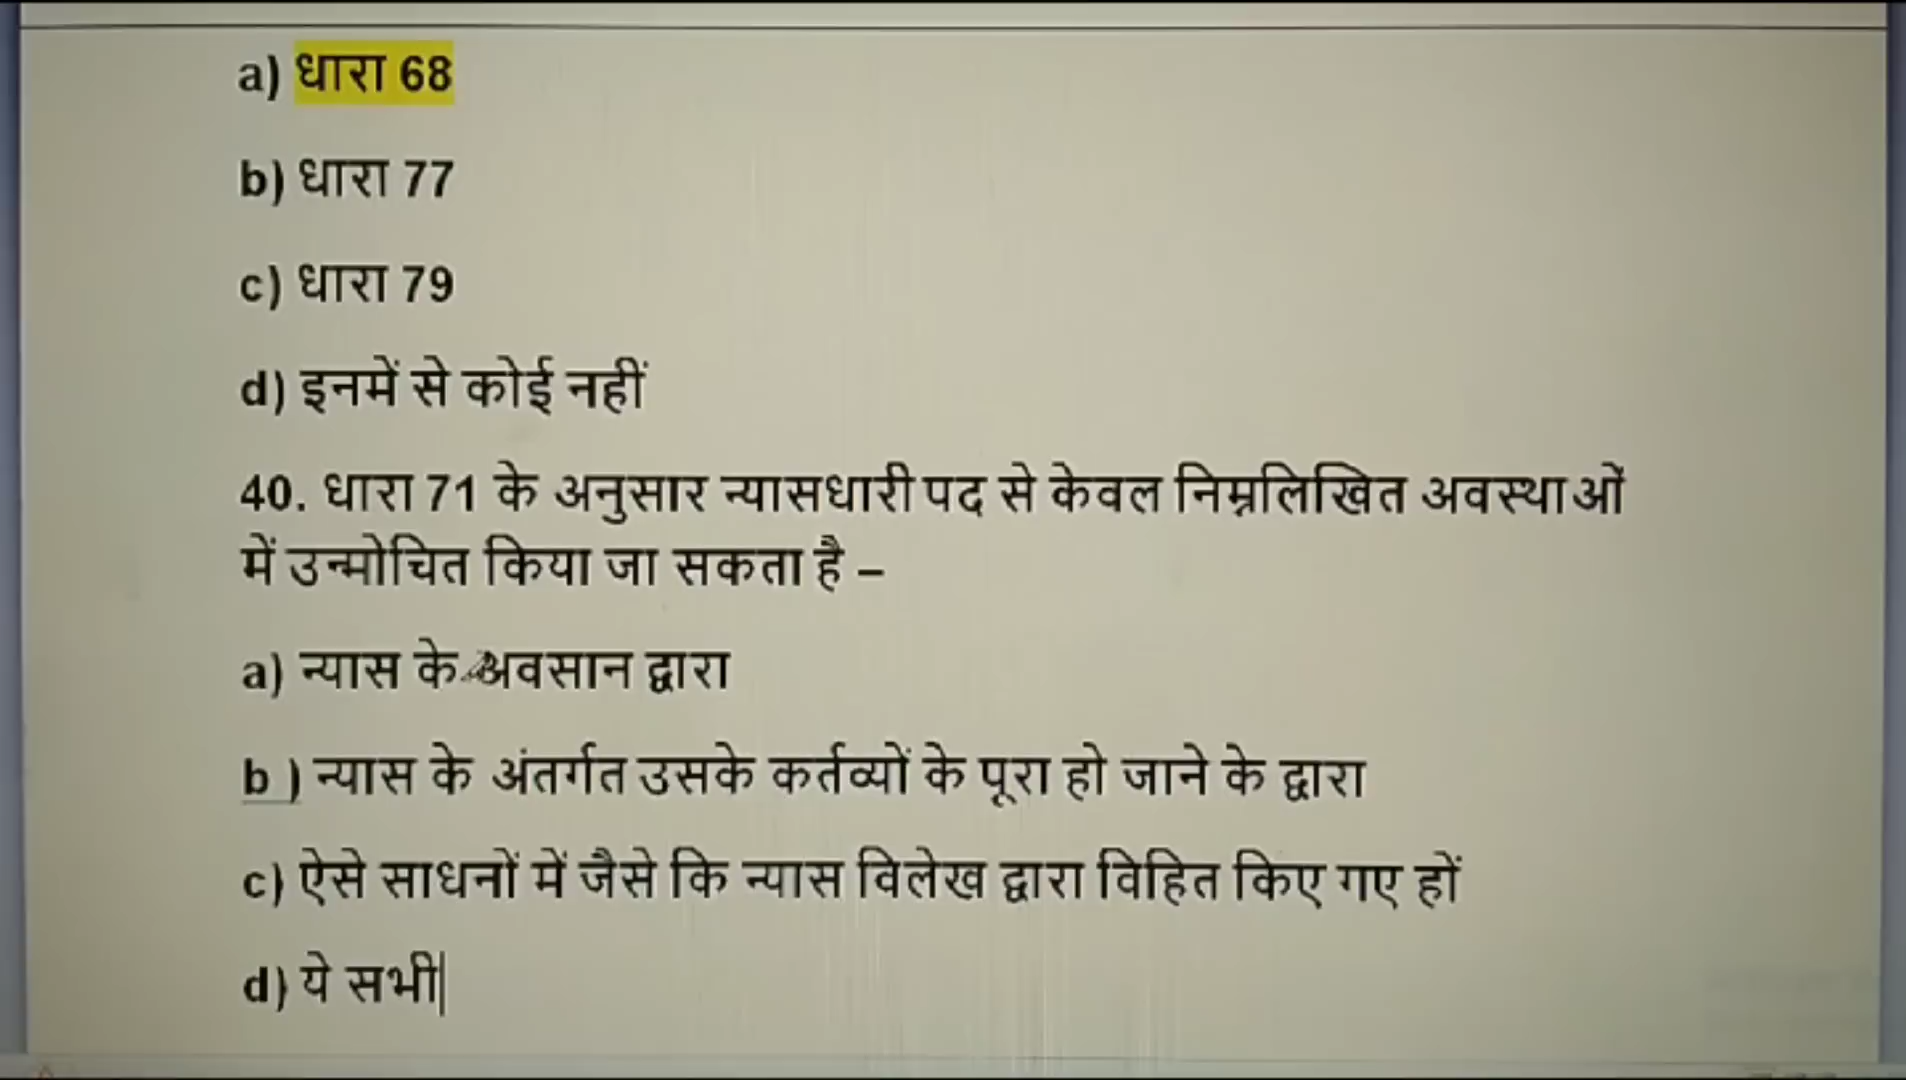 a) धारा 68
b) धारा 77
c) धारा 79
d) इनमें से कोई नहीं
40. धारा 71 के अनुसार न्यासधारी पद से केवल निम्नलिखित अवस्थाओं
में उन्मोचित किया जा सकता है –
a) न्यास के अवसान द्वारा
b ) न्यास के अंतर्गत उसके कर्तव्यों के पूरा हो जाने के द्वारा
c) ऐसे साधनों में जैसे कि न्यास विलेख द्वारा विहित किए गए हों
d) ये सभी